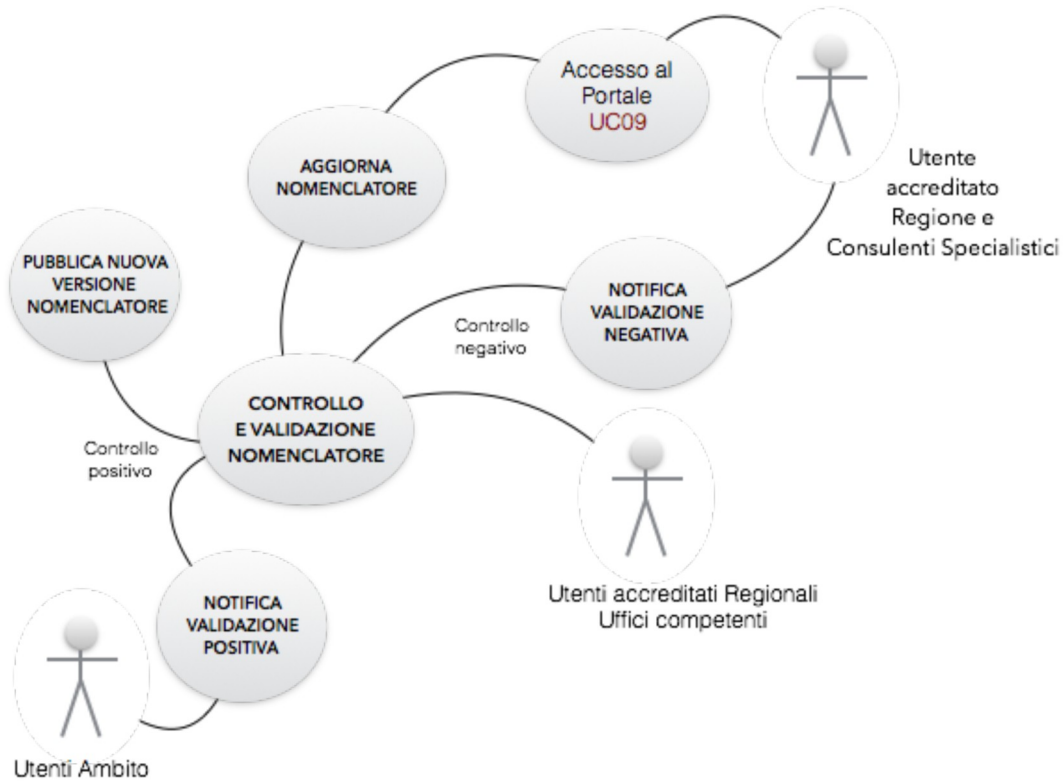 Accesso al
Portale
UC09
Utente
accreditato
Regione e
Consulenti Specialistici
AGGIORNA
NOMENCLATORE
PUBBLICA NUOVA
VERSIONE
NOMENCLATORE
NOTIFICA
VALIDAZIONE
NEGATIVA
Controllo
negativo
CONTROLLO
E VALIDAZIONE
NOMENCLATORE
Controllo
positivo
Utenti accreditati Regionali
Uffici competenti
NOTIFICA
VALIDAZIONE
POSITIVA
Utenti Ambito